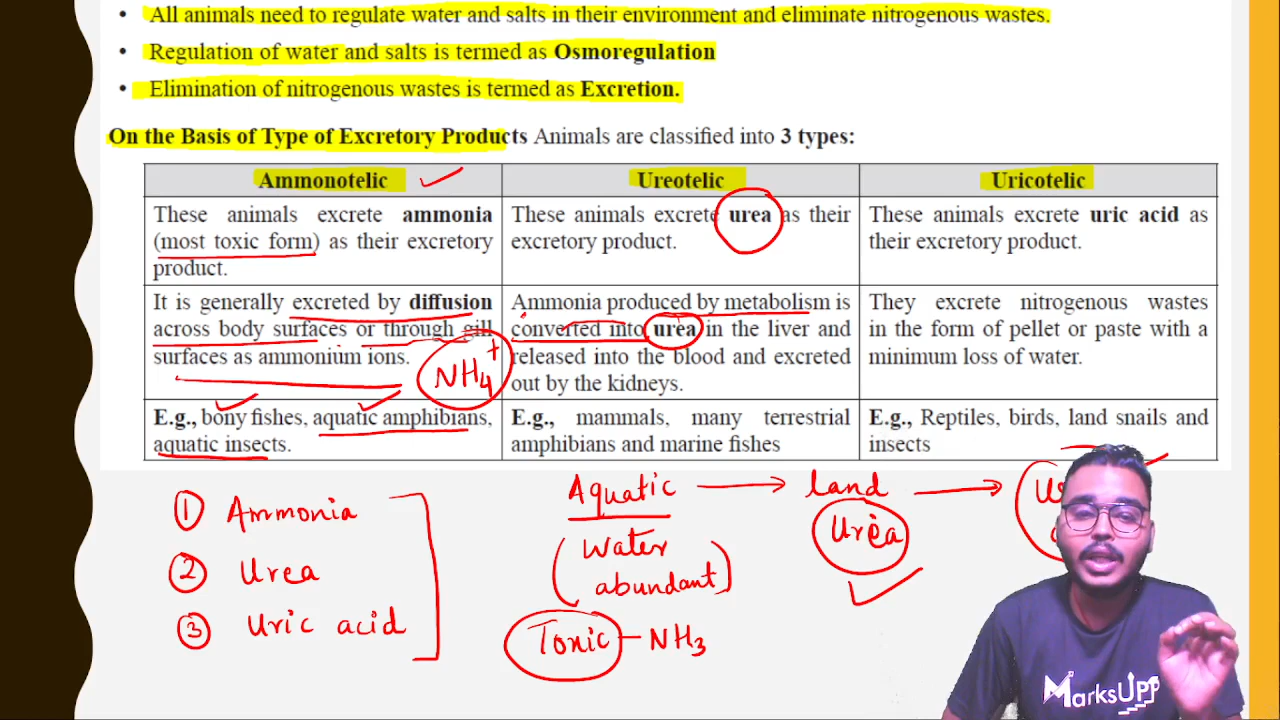 • All animals need to regulate water and salts in their environment and eliminate nitrogenous wastes.
• Regulation of water and salts is termed as Osmoregulation
• Elimination of nitrogenous wastes is termed as Excretion.
On the Basis of Type of Excretory Products Animals are classified into 3 types:
Ammonotelic
These animals excrete ammonia
(most toxic form) as their excretory
product.
It is generally excreted by diffusion
across body surfaces or through gill
surfaces as ammonium ions.
NH4+
E.g., bony fishes, aquatic amphibians,
aquatic insects.
Ureotelic
These animals excrete urea as their
excretory product.
Ammonia produced by metabolism is
converted into urea in the liver and
released into the blood and excreted
out by the kidneys.
E.g., mammals, many terrestrial
amphibians and marine fishes
Uricotelic
These animals excrete uric acid as
their excretory product.
They excrete nitrogenous wastes
in the form of pellet or paste with a
minimum loss of water.
E.g., Reptiles, birds, land snails and
insects
① Ammonia
② Urea
③ Uric acid
Aquatic → land →
(Water
abundant)
Urea
Toxic - NH3
MarksUPP